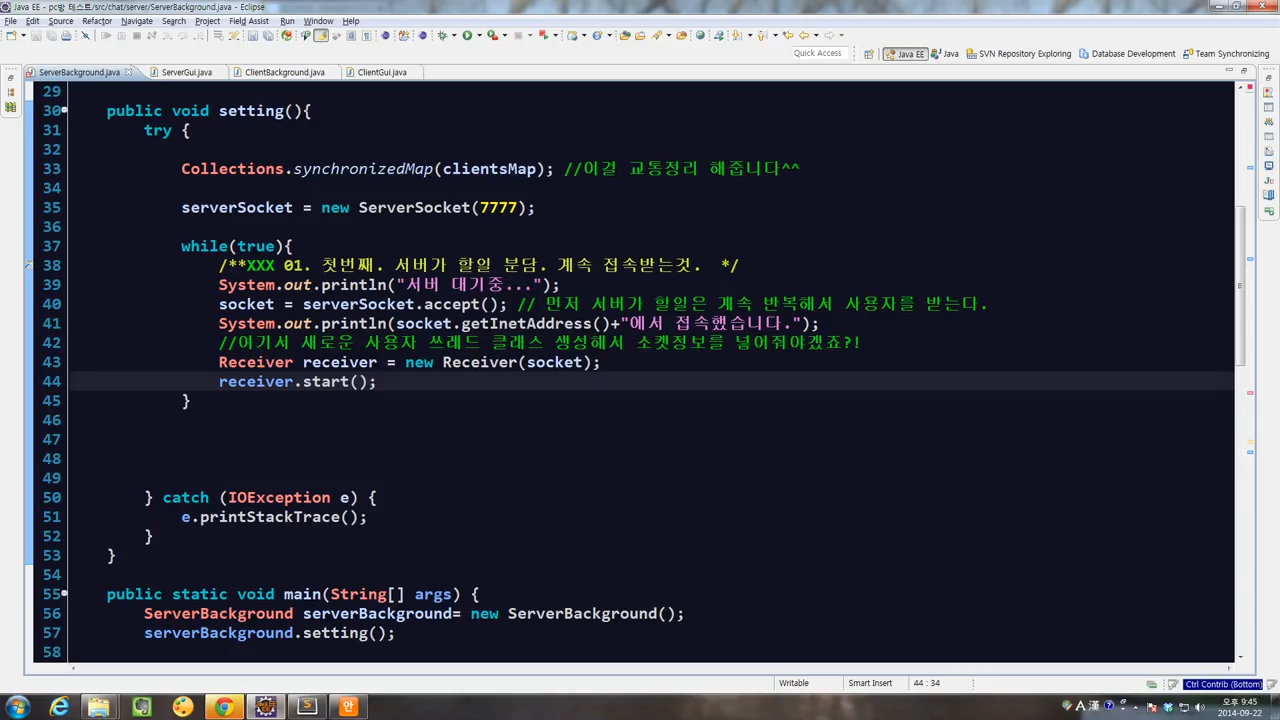 Java EE - pc방 테스트/src/chat/server/ServerBackground.java - Eclipse
File Edit Source Refactor Navigate Search Project Field Assist Run Window Help
Quick Access Java EE Java SVN Repository Exploring Database Development Team Synchronizing
ServerBackground.java ServerGui.java ClientBackground.java ClientGui.java
29
30 public void setting(){
31 try {
32
33 Collections.synchronizedMap(clientsMap); //이걸 교통정리 해줍니다^^
34
35 serverSocket = new ServerSocket(7777);
36
37 while(true){
38 /**XXX 01. 첫번째. 서버가 할일 분담. 계속 접속받는것. */
39 System.out.println("서버 대기중...");
40 socket = serverSocket.accept(); // 먼저 서버가 할일은 계속 반복해서 사용자를 받는다.
41 System.out.println(socket.getInetAddress()+"에서 접속했습니다.");
42 //여기서 새로운 사용자 쓰레드 클래스 생성해서 소켓정보를 넣어줘야겠죠?!
43 Receiver receiver = new Receiver(socket);
44 receiver.start();
45 }
46
47
48
49
50 } catch (IOException e) {
51 e.printStackTrace();
52 }
53 }
54
55 public static void main(String[] args) {
56 ServerBackground serverBackground= new ServerBackground();
57 serverBackground.setting();
58
Writable Smart Insert 44 : 34 Ctrl Contrib (Bottom)
A 漢 오후 9:45
2014-09-22